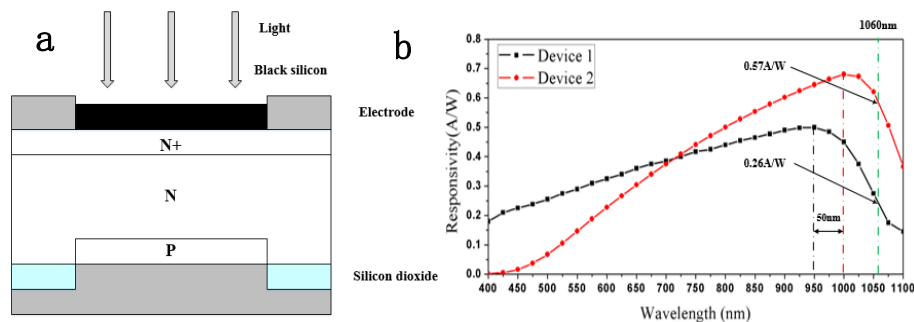 a
Light
Black silicon
Electrode
N+
N
P
Silicon dioxide
b
1060nm
Device 1
Device 2
0.57A/W
0.26A/W
50nm
Responsivity(A/W)
0.8
0.7
0.6
0.5
0.4
0.3
0.2
0.1
0.0
400 450 500 550 600 650 700 750 800 850 900 950 1000 1050 1100
Wavelength (nm)